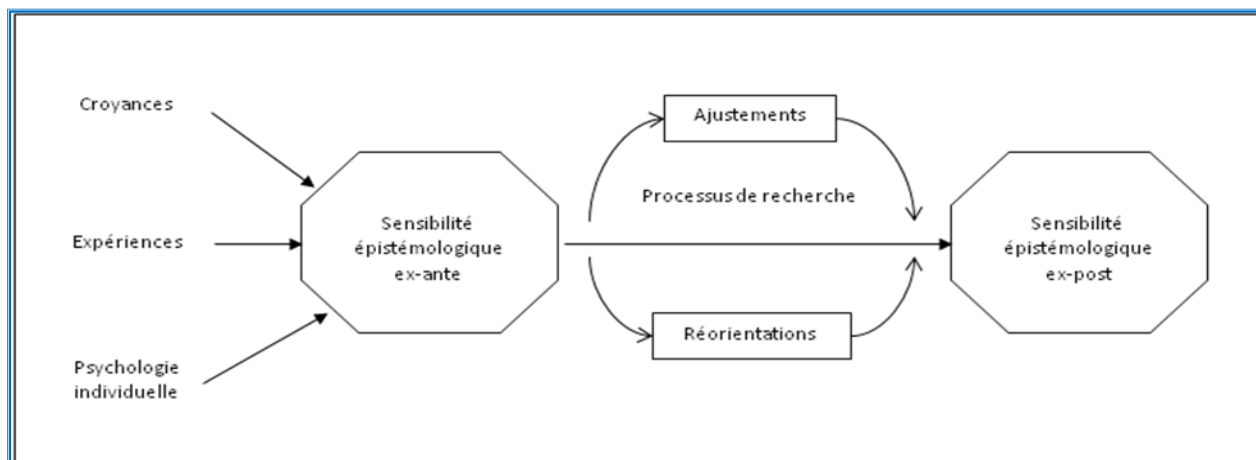 Croyances
Expériences
Psychologie
individuelle
Sensibilité
épistémologique
ex-ante
Ajustements
Processus de recherche
Réorientations
Sensibilité
épistémologique
ex-post